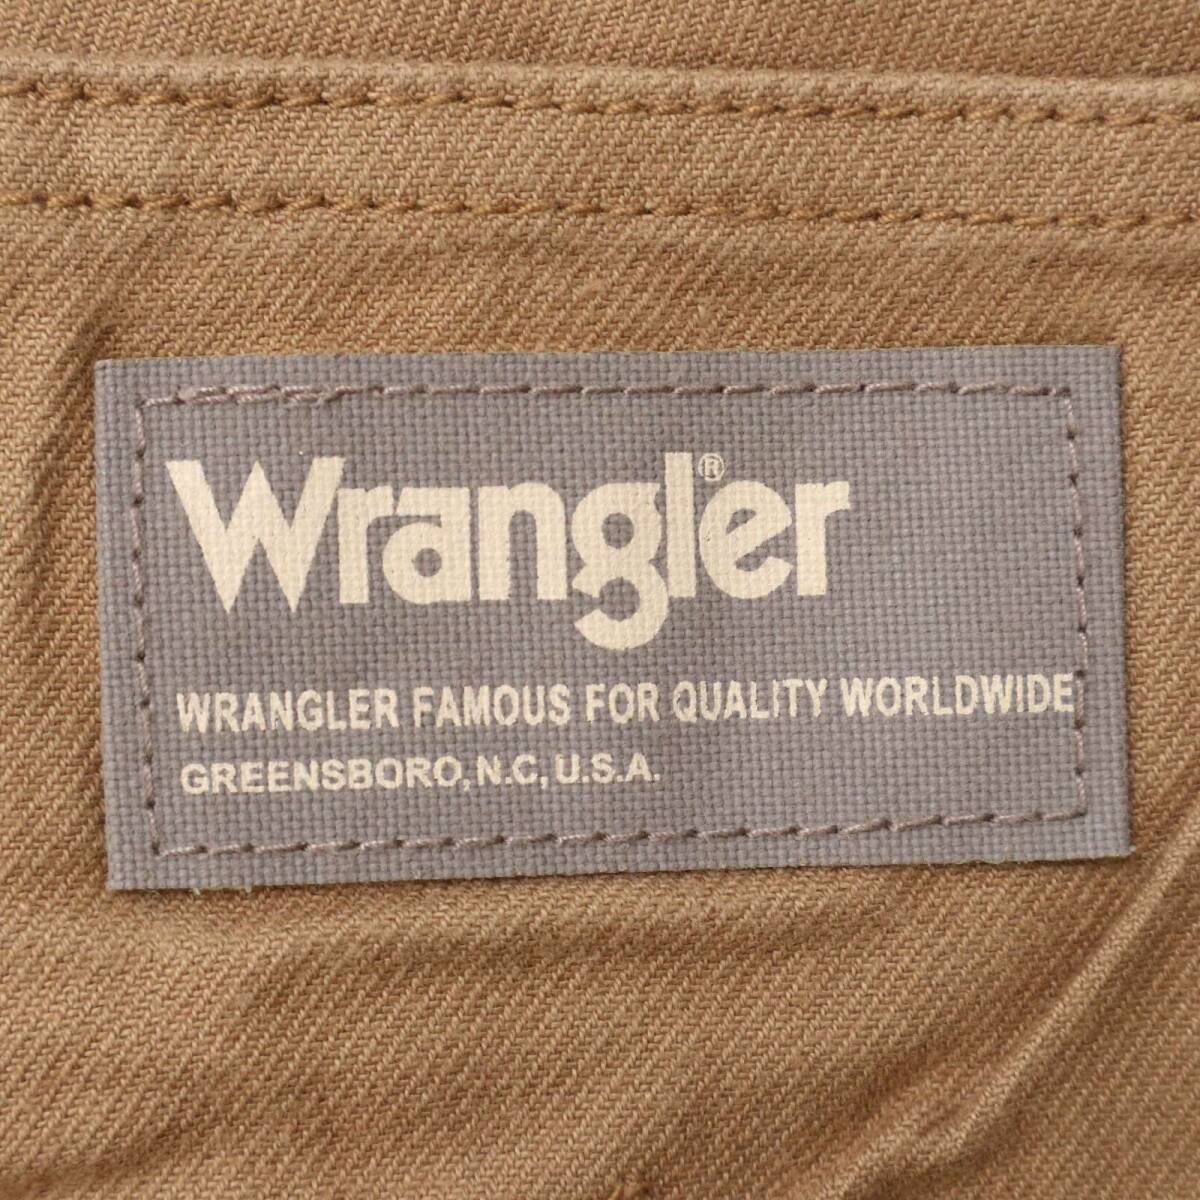 Wrangler®
WRANGLER FAMOUS FOR QUALITY WORLDWIDE
GREENSBORO, N.C, U.S.A.